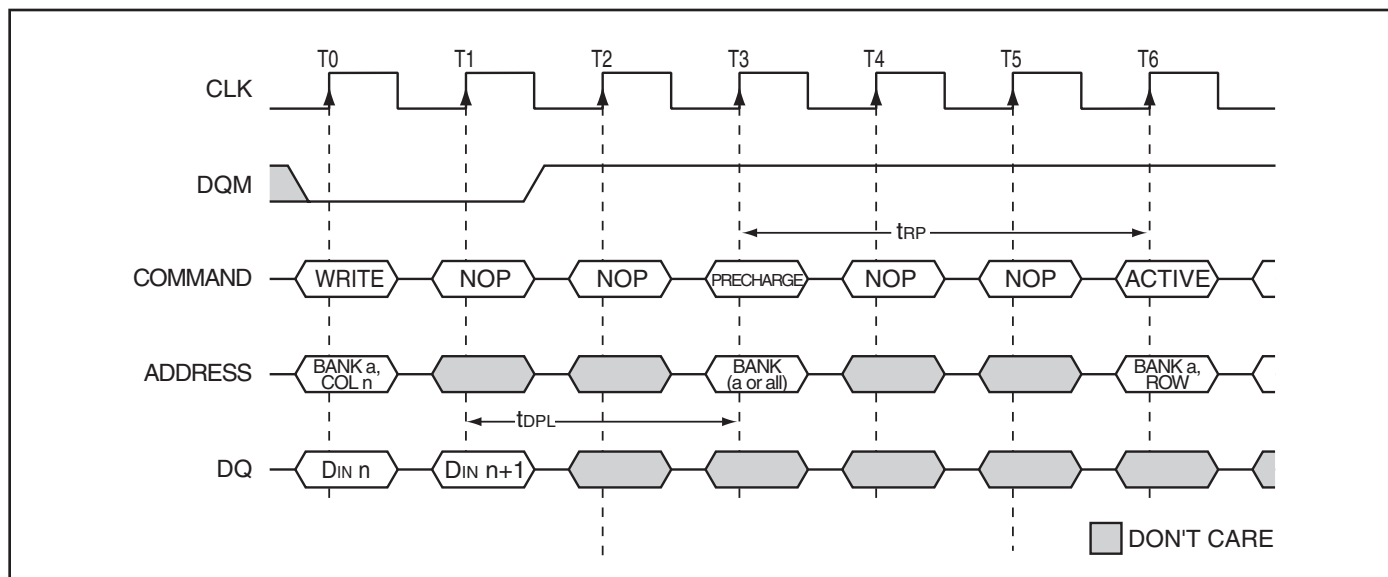 T0 T1 T2 T3 T4 T5 T6
CLK
DQM
tRP
COMMAND WRITE NOP NOP PRECHARGE NOP NOP ACTIVE
ADDRESS
BANK a,
COL n
BANK
(a or all)
BANK a,
ROW
tDPL
DQ DIN n DIN n+1
DON'T CARE